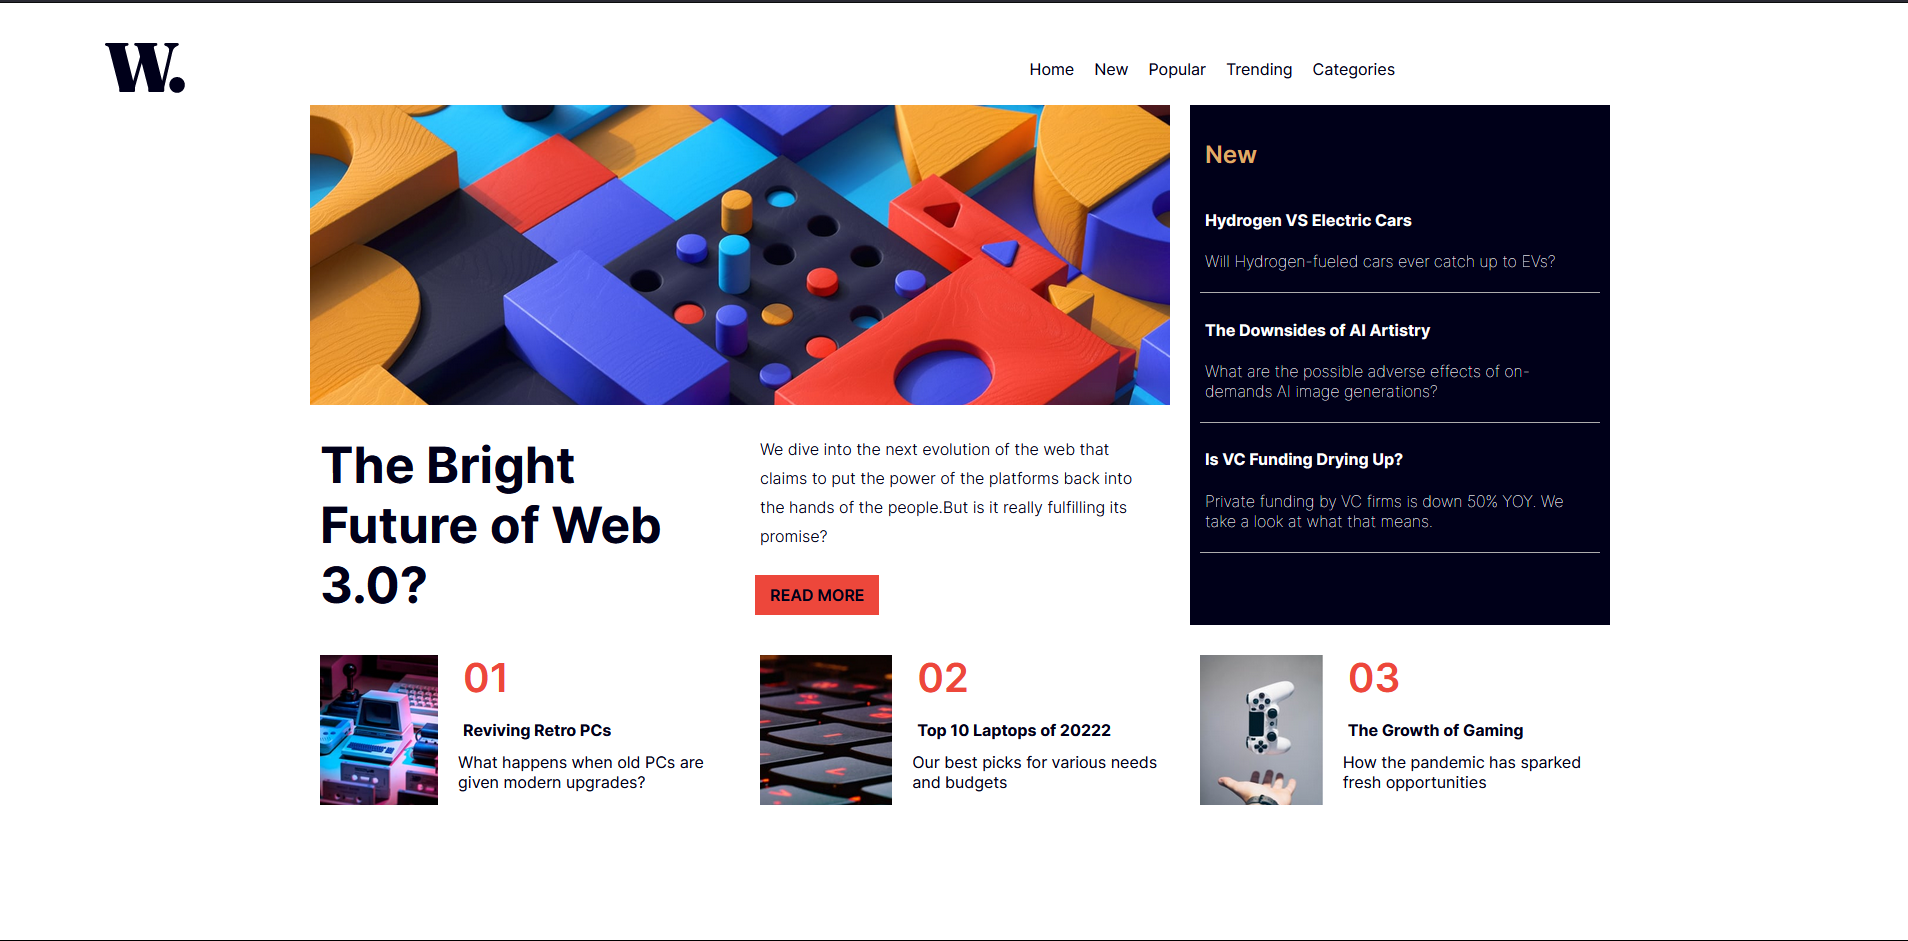 W.
Home New Popular Trending Categories
The Bright
Future of Web
3.0?
We dive into the next evolution of the web that
claims to put the power of the platforms back into
the hands of the people.But is it really fulfilling its
promise?
READ MORE
New
Hydrogen VS Electric Cars
Will Hydrogen-fueled cars ever catch up to EVs?
The Downsides of AI Artistry
What are the possible adverse effects of on-
demands AI image generations?
Is VC Funding Drying Up?
Private funding by VC firms is down 50% YOY. We
take a look at what that means.
01
Reviving Retro PCs
What happens when old PCs are
given modern upgrades?
02
Top 10 Laptops of 20222
Our best picks for various needs
and budgets
03
The Growth of Gaming
How the pandemic has sparked
fresh opportunities